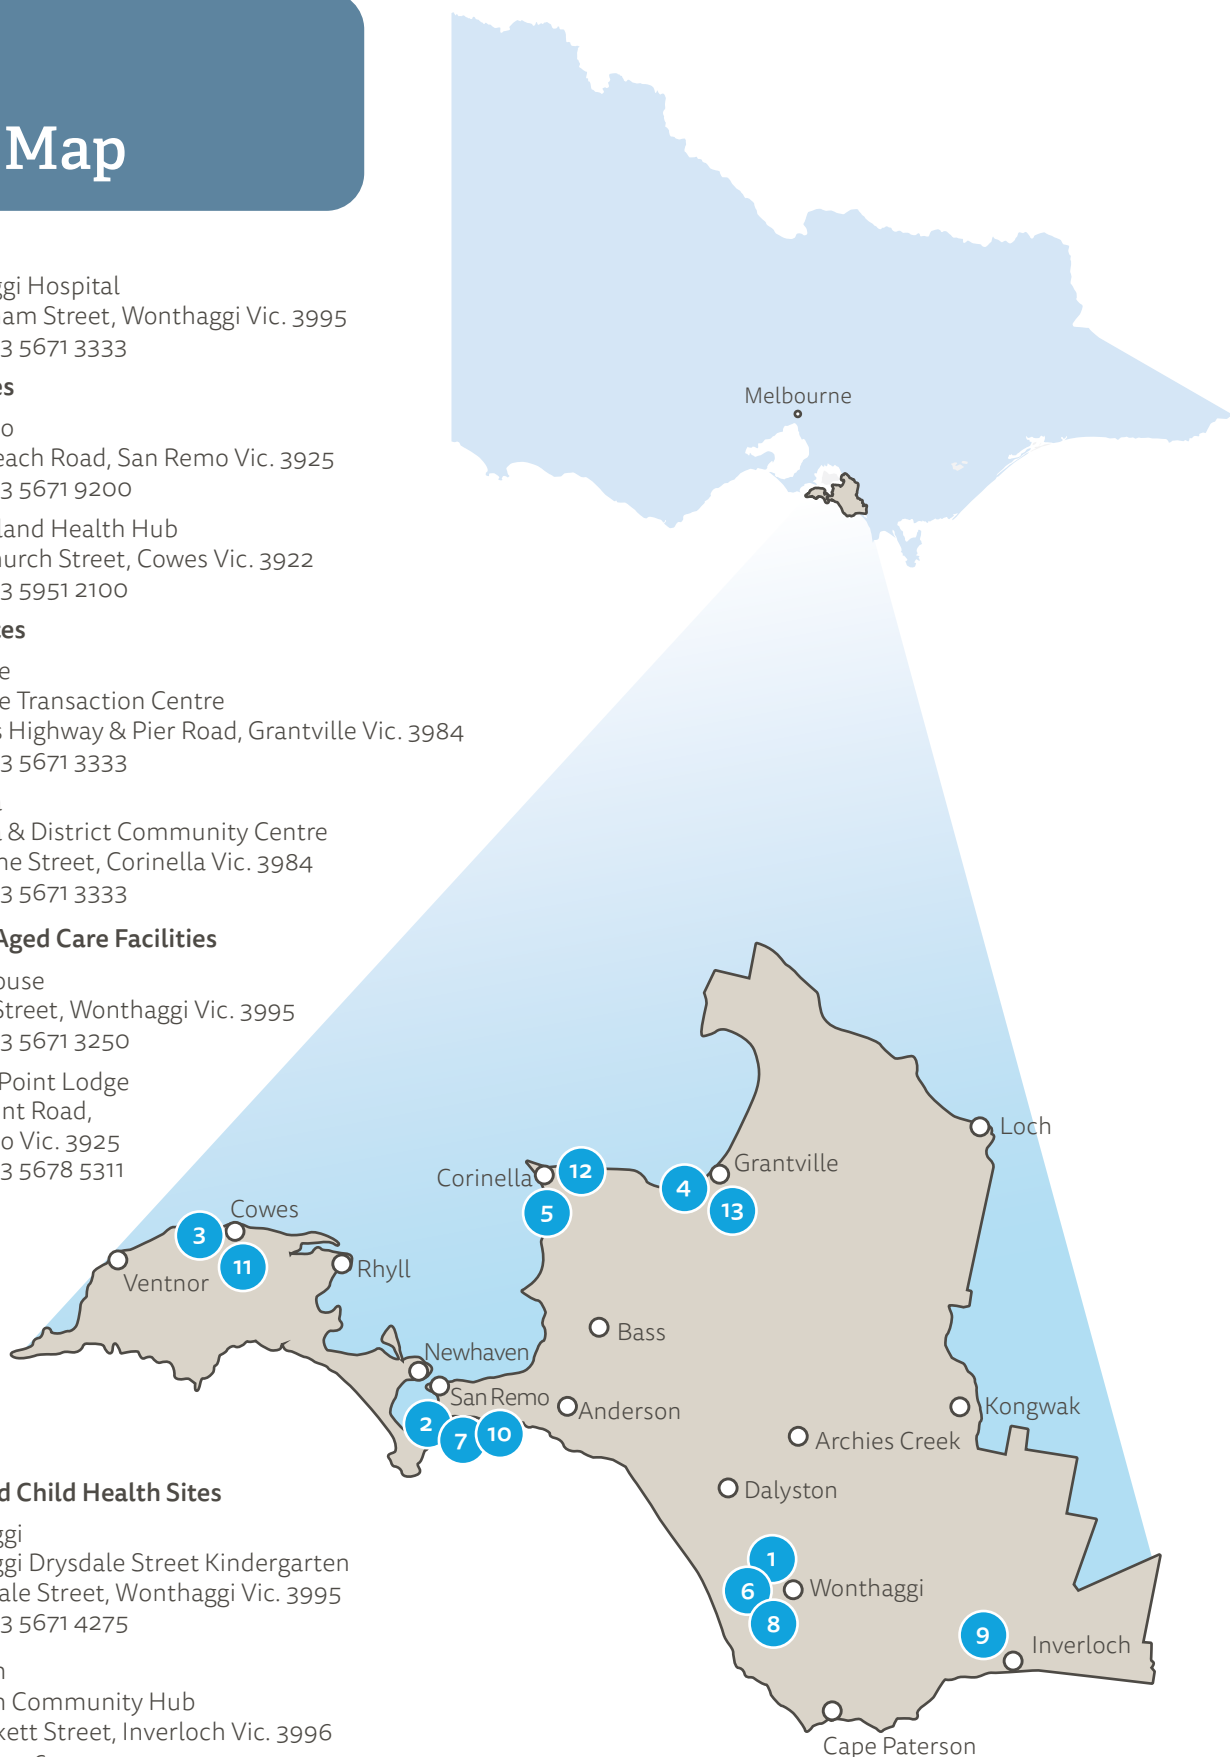 Map
ggi Hospital
am Street, Wonthaggi Vic. 3995
3 5671 3333
es
o
each Road, San Remo Vic. 3925
3 5671 9200
land Health Hub
hurch Street, Cowes Vic. 3922
3 5951 2100
tes
e
e Transaction Centre
s Highway & Pier Road, Grantville Vic. 3984
3 5671 3333
& District Community Centre
ne Street, Corinella Vic. 3984
3 5671 3333
Aged Care Facilities
ouse
Street, Wonthaggi Vic. 3995
3 5671 3250
Point Lodge
nt Road,
o Vic. 3925
3 5678 5311
d Child Health Sites
ggi
ggi Drysdale Street Kindergarten
ale Street, Wonthaggi Vic. 3995
3 5671 4275
h
h Community Hub
kett Street, Inverloch Vic. 3996
Melbourne
Loch
Grantville
Corinella
12
4
13
5
Cowes
3
11
Ventnor
Rhyll
Bass
Newhaven
San Remo
Anderson
Kongwak
2
7
10
Archies Creek
Dalyston
1
6
Wonthaggi
8
9
Inverloch
Cape Paterson